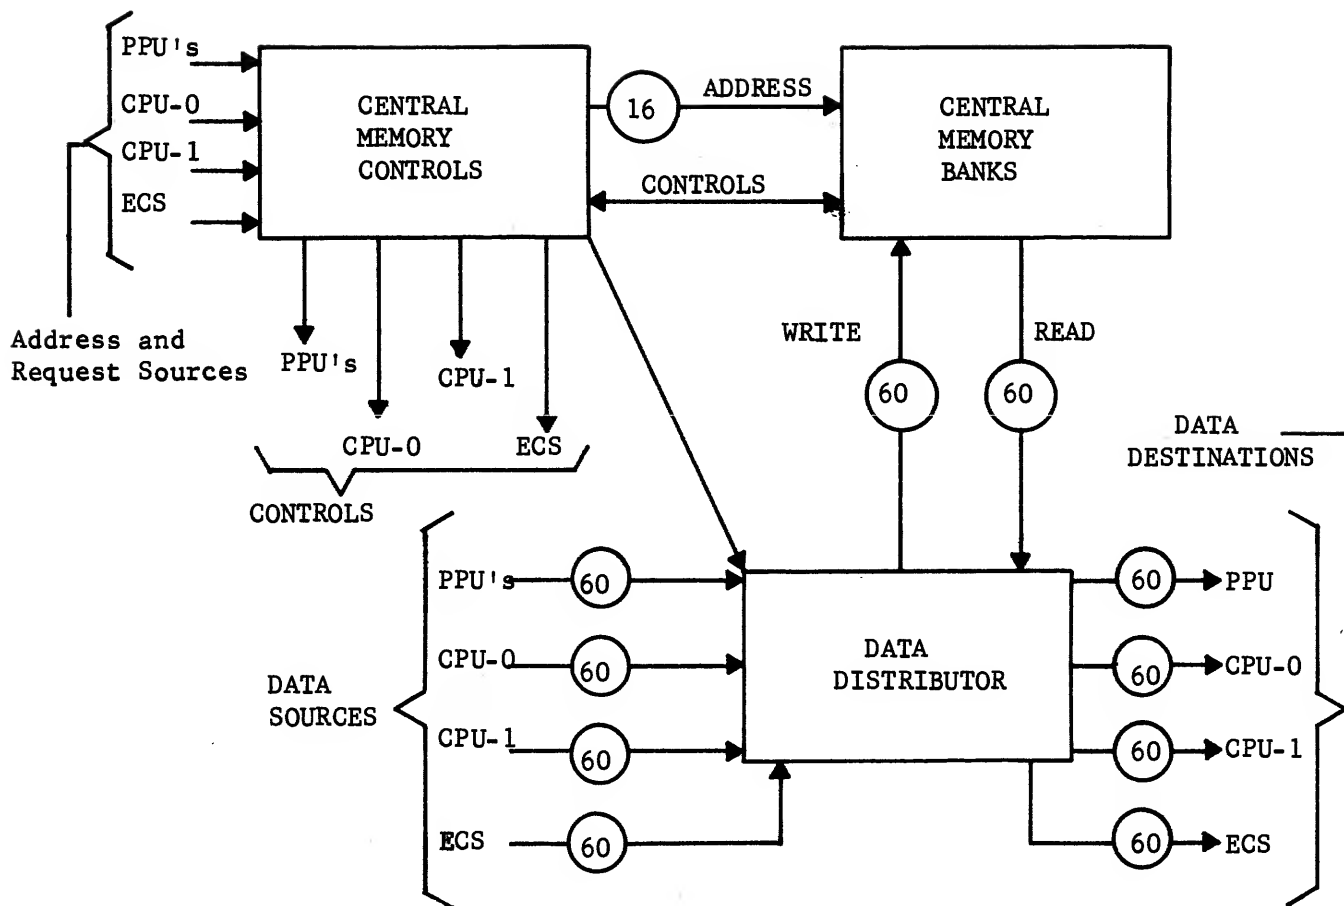 PPU's
CPU-0
CPU-1
ECS
Address and
Request Sources
CENTRAL
MEMORY
CONTROLS
16
ADDRESS
CONTROLS
CENTRAL
MEMORY
BANKS
PPU's
CPU-1
CPU-0
ECS
CONTROLS
WRITE
READ
60
60
DATA
DESTINATIONS
DATA
SOURCES
PPU's
60
CPU-0
60
CPU-1
60
ECS
60
DATA
DISTRIBUTOR
60
PPU
60
CPU-0
60
CPU-1
60
ECS